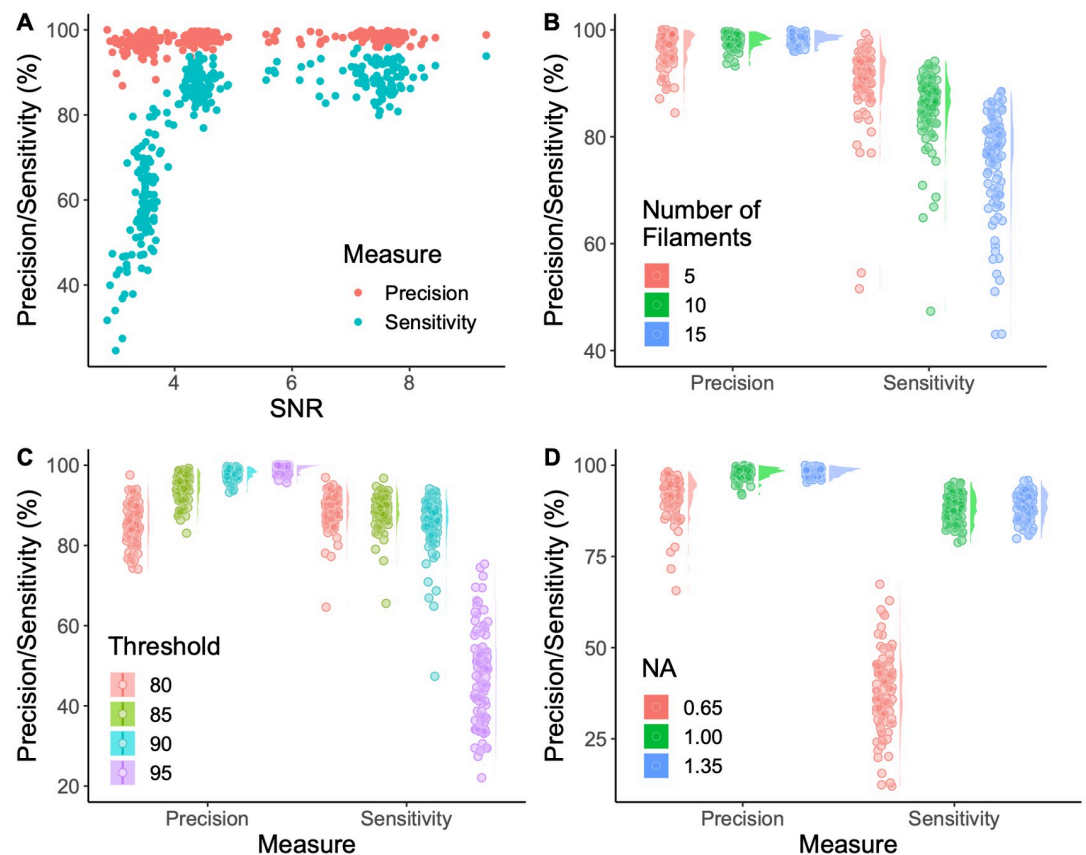 A
Precision/Sensitivity (%)
100
80
60
40
4
6
8
SNR
Measure
Precision
Sensitivity
B
Precision/Sensitivity (%)
100
80
60
40
Number of
Filaments
5
10
15
Precision
Sensitivity
C
Precision/Sensitivity (%)
100
80
60
40
20
Threshold
80
85
90
95
Precision
Sensitivity
Measure
D
Precision/Sensitivity (%)
100
75
50
25
NA
0.65
1.00
1.35
Precision
Sensitivity
Measure